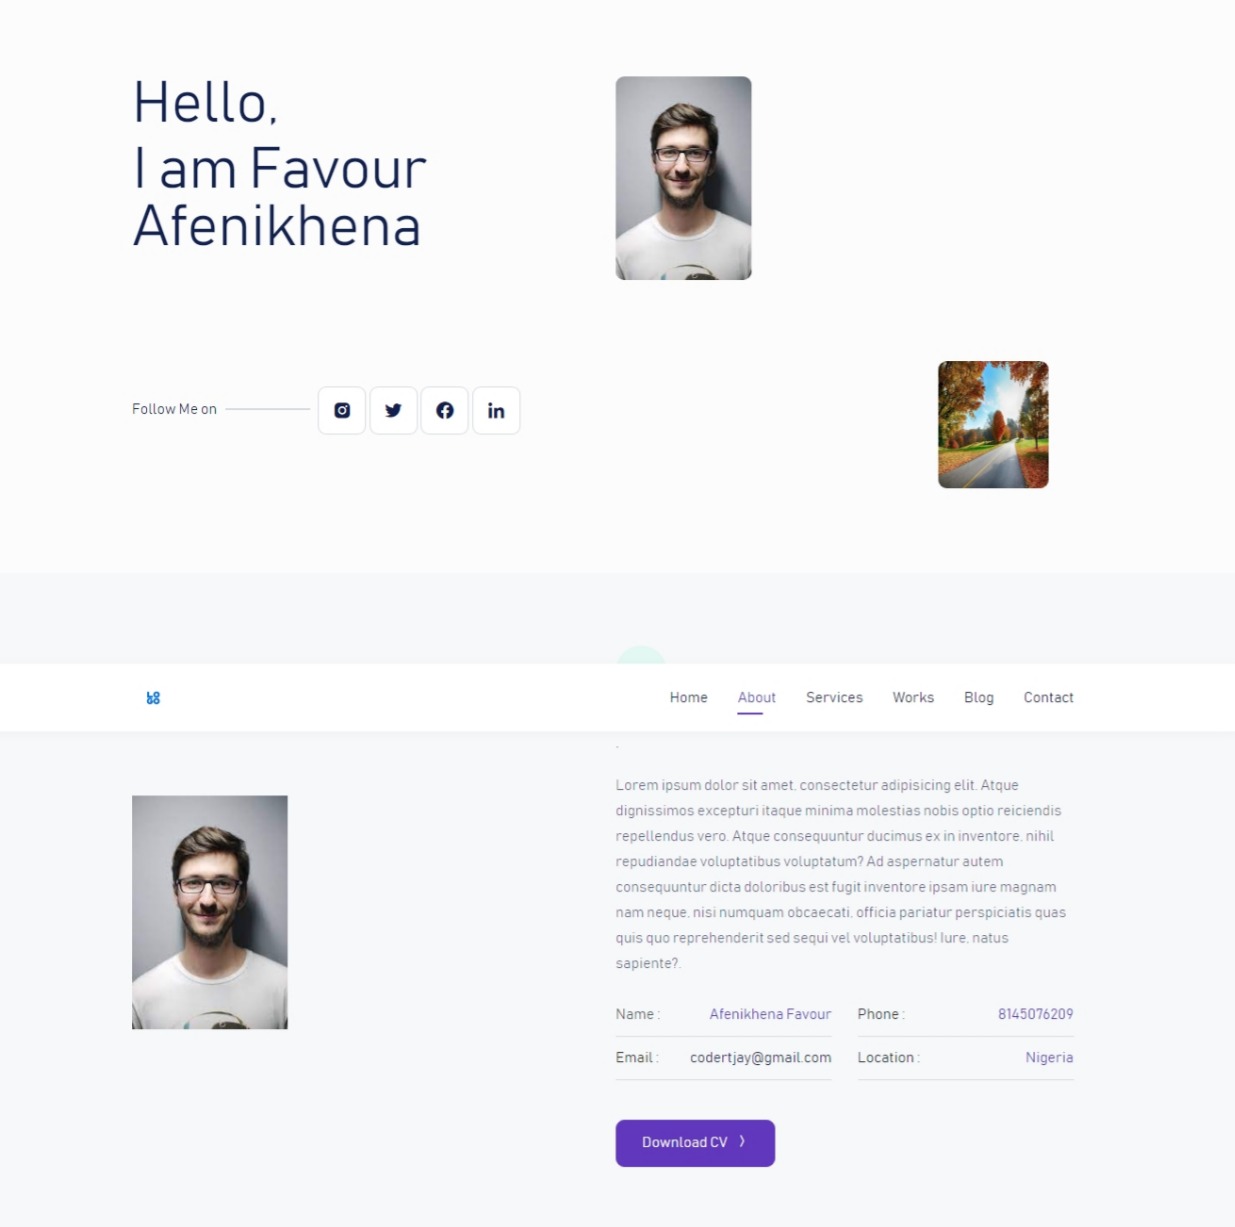 Hello,
I am Favour
Afenikhena
Follow Me on
LO
GO
Home About Services Works Blog Contact
.
Lorem ipsum dolor sit amet, consectetur adipisicing elit. Atque
dignissimos excepturi itaque minima molestias nobis optio reiciendis
repellendus vero. Atque consequuntur ducimus ex in inventore, nihil
repudiandae voluptatibus voluptatum? Ad aspernatur autem
consequuntur dicta doloribus est fugit inventore ipsam iure magnam
nam neque, nisi numquam obcaecati, officia pariatur perspiciatis quas
quis quo reprehenderit sed sequi vel voluptatibus! Iure, natus
sapiente?.
Name : Afenikhena Favour Phone : 8145076209
Email : codertjay@gmail.com Location : Nigeria
Download CV